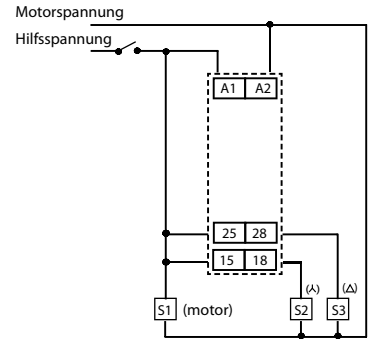 Motorspannung
Hilfsspannung
A1 A2
25 28
15 18
(⅄) (△)
S1 (motor) S2 S3